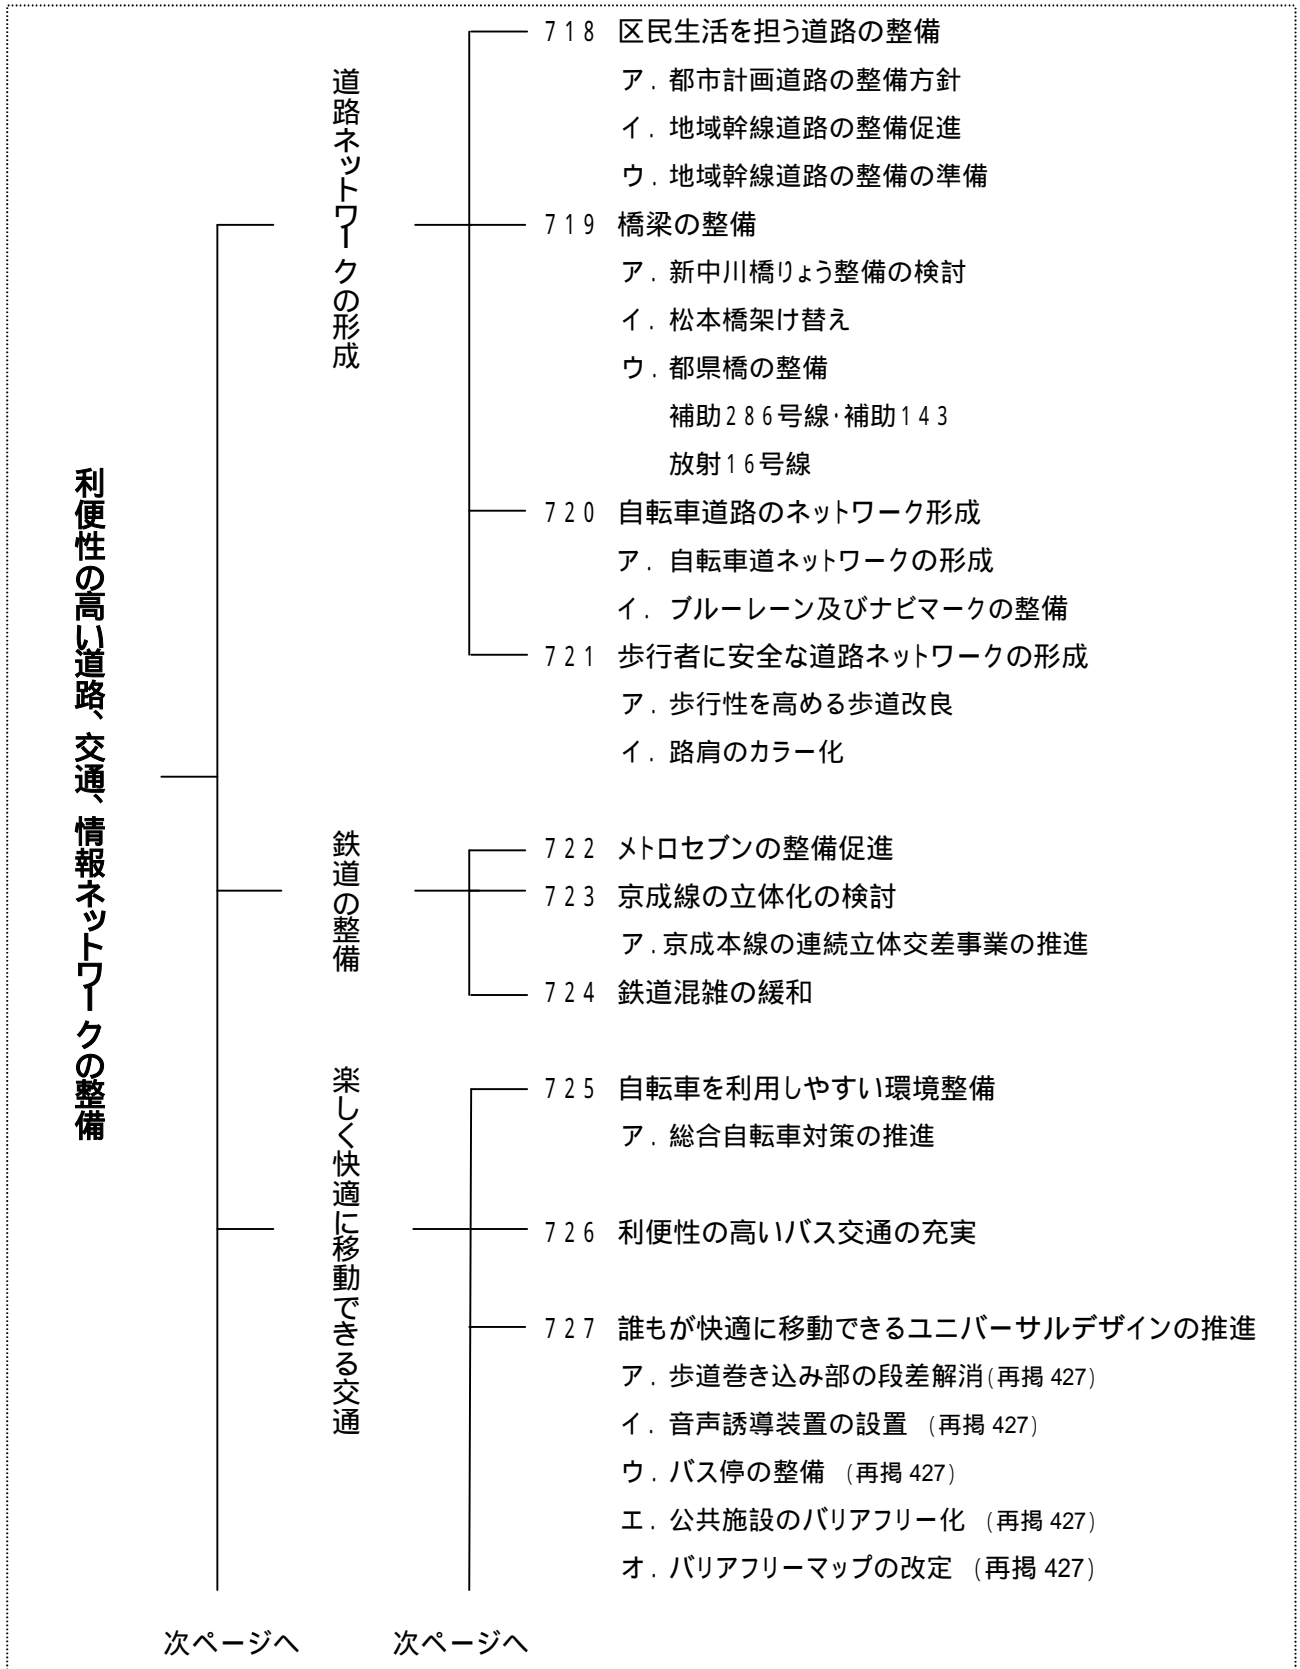 利便性の高い道路、交通、情報ネットワークの整備
道路ネットワークの形成
718 区民生活を担う道路の整備
ア. 都市計画道路の整備方針
イ. 地域幹線道路の整備促進
ウ. 地域幹線道路の整備の準備
719 橋梁の整備
ア. 新中川橋りょう整備の検討
イ. 松本橋架け替え
ウ. 都県橋の整備
補助286号線・補助143
放射16号線
720 自転車道路のネットワーク形成
ア. 自転車道ネットワークの形成
イ. ブルーレーン及びナビマークの整備
721 歩行者に安全な道路ネットワークの形成
ア. 歩行性を高める歩道改良
イ. 路肩のカラー化
鉄道の整備
722 メトロセブンの整備促進
723 京成線の立体化の検討
ア.京成本線の連続立体交差事業の推進
724 鉄道混雑の緩和
楽しく快適に移動できる交通
725 自転車を利用しやすい環境整備
ア. 総合自転車対策の推進
726 利便性の高いバス交通の充実
727 誰もが快適に移動できるユニバーサルデザインの推進
ア. 歩道巻き込み部の段差解消(再掲 427)
イ. 音声誘導装置の設置 (再掲 427)
ウ. バス停の整備 (再掲 427)
エ. 公共施設のバリアフリー化 (再掲 427)
オ. バリアフリーマップの改定 (再掲 427)
次ページへ 次ページへ